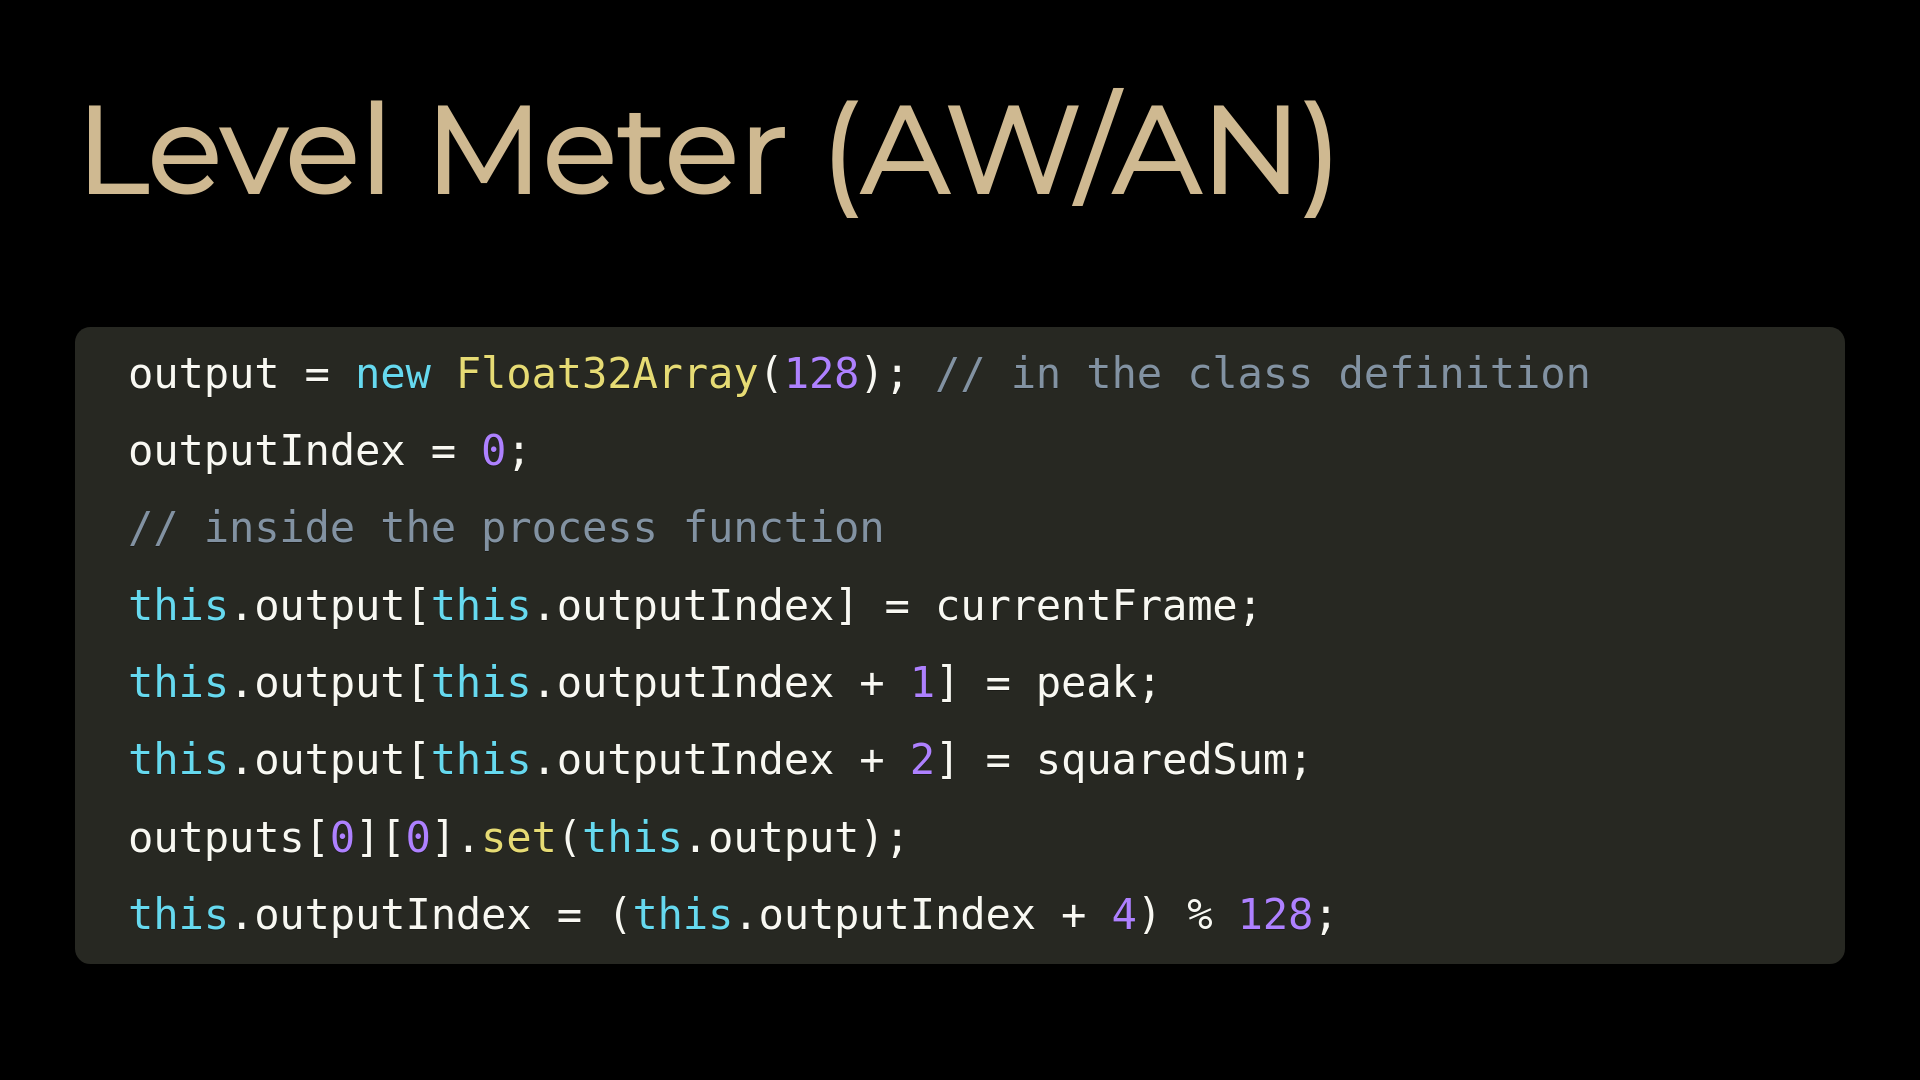 Level Meter (AW/AN)
output = new Float32Array(128); // in the class definition
outputIndex = 0;
// inside the process function
this.output[this.outputIndex] = currentFrame;
this.output[this.outputIndex + 1] = peak;
this.output[this.outputIndex + 2] = squaredSum;
outputs[0][0].set(this.output);
this.outputIndex = (this.outputIndex + 4) % 128;